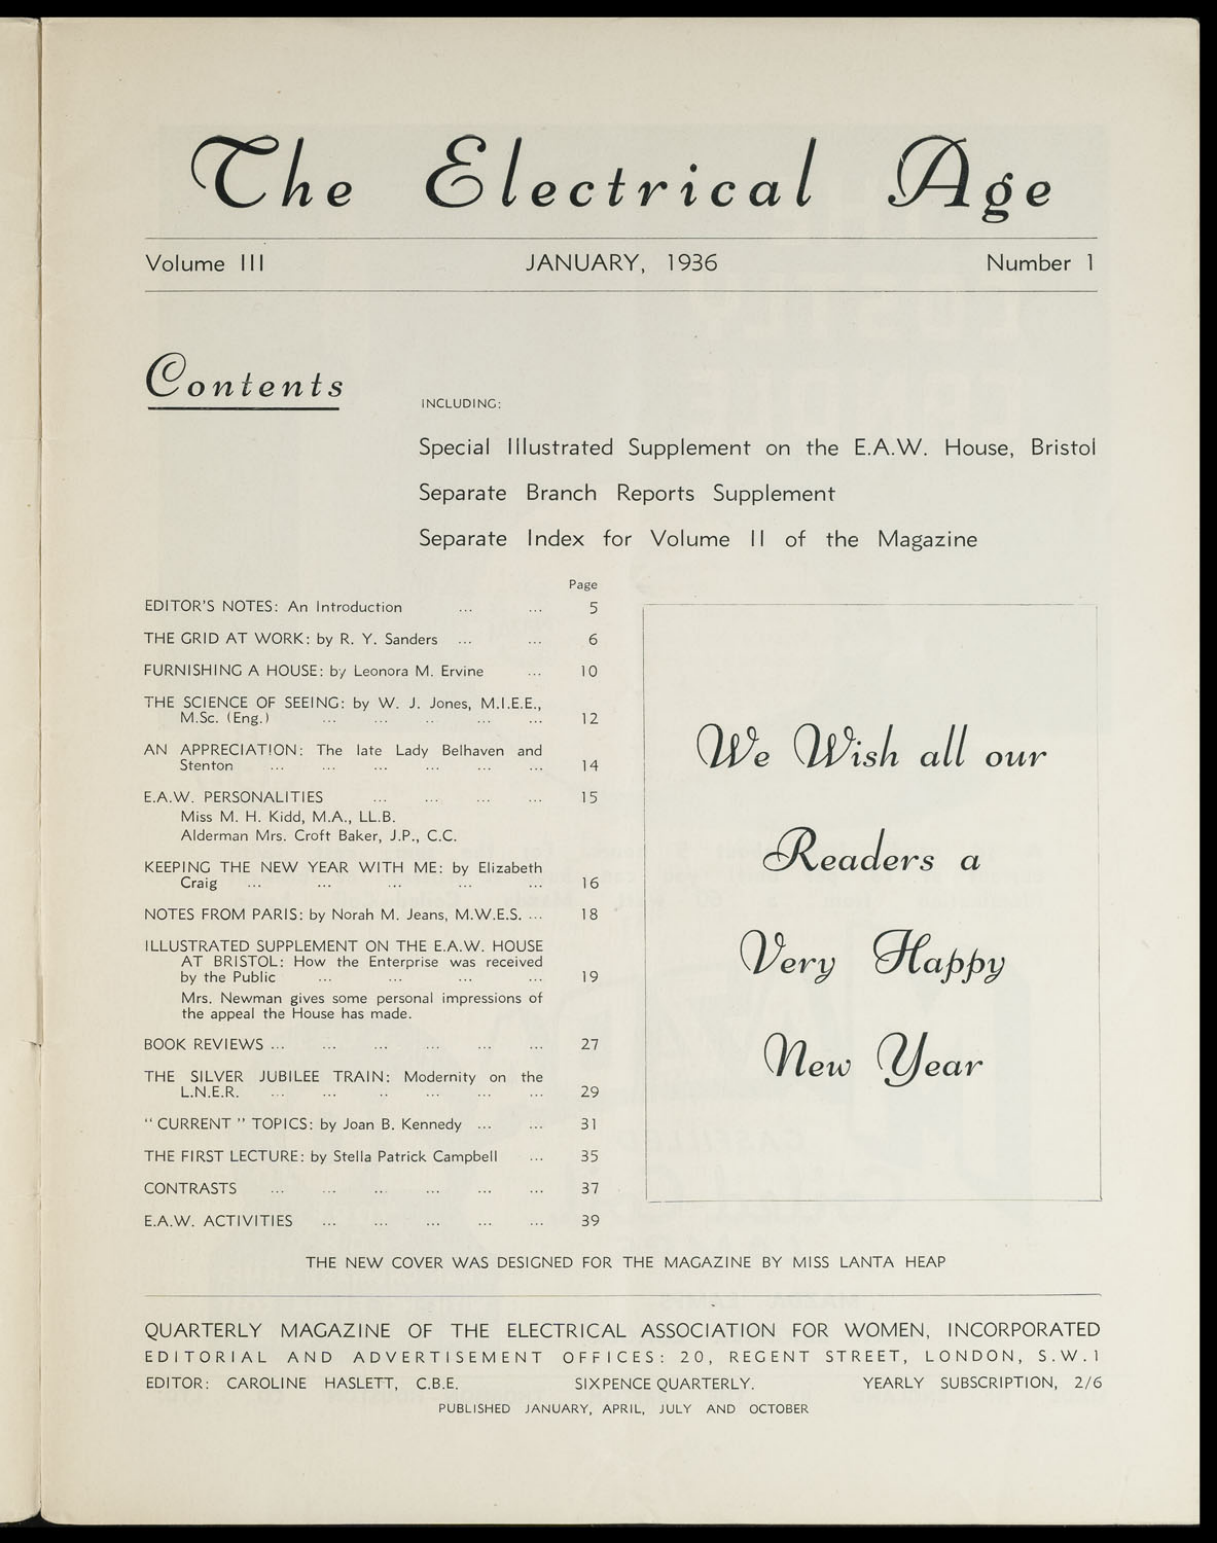 The Electrical Age
Volume III JANUARY, 1936 Number 1
Contents
INCLUDING:
Special Illustrated Supplement on the E.A.W. House, Bristol
Separate Branch Reports Supplement
Separate Index for Volume II of the Magazine
Page
EDITOR'S NOTES: An Introduction ... ... 5
THE GRID AT WORK: by R. Y. Sanders ... ... 6
FURNISHING A HOUSE: by Leonora M. Ervine ... 10
THE SCIENCE OF SEEING: by W. J. Jones, M.I.E.E.,
M.Sc. (Eng.) ... ... .. ... ... 12
AN APPRECIATION: The late Lady Belhaven and
Stenton ... ... ... ... ... ... 14
E.A.W. PERSONALITIES ... ... ... ... 15
Miss M. H. Kidd, M.A., LL.B.
Alderman Mrs. Croft Baker, J.P., C.C.
KEEPING THE NEW YEAR WITH ME: by Elizabeth
Craig ... ... ... ... ... 16
NOTES FROM PARIS: by Norah M. Jeans, M.W.E.S. ... 18
ILLUSTRATED SUPPLEMENT ON THE E.A.W. HOUSE
AT BRISTOL: How the Enterprise was received
by the Public ... ... ... ... 19
Mrs. Newman gives some personal impressions of
the appeal the House has made.
BOOK REVIEWS ... ... ... ... ... ... 27
THE SILVER JUBILEE TRAIN: Modernity on the
L.N.E.R. ... ... .. ... ... ... 29
" CURRENT " TOPICS: by Joan B. Kennedy ... ... 31
THE FIRST LECTURE: by Stella Patrick Campbell ... 35
CONTRASTS ... ... ... ... ... ... 37
E.A.W. ACTIVITIES ... ... ... ... ... 39
We Wish all our
Readers a
Very Happy
New Year
THE NEW COVER WAS DESIGNED FOR THE MAGAZINE BY MISS LANTA HEAP
QUARTERLY MAGAZINE OF THE ELECTRICAL ASSOCIATION FOR WOMEN, INCORPORATED
EDITORIAL AND ADVERTISEMENT OFFICES: 20, REGENT STREET, LONDON, S.W.1
EDITOR: CAROLINE HASLETT, C.B.E. SIXPENCE QUARTERLY. YEARLY SUBSCRIPTION, 2/6
PUBLISHED JANUARY, APRIL, JULY AND OCTOBER